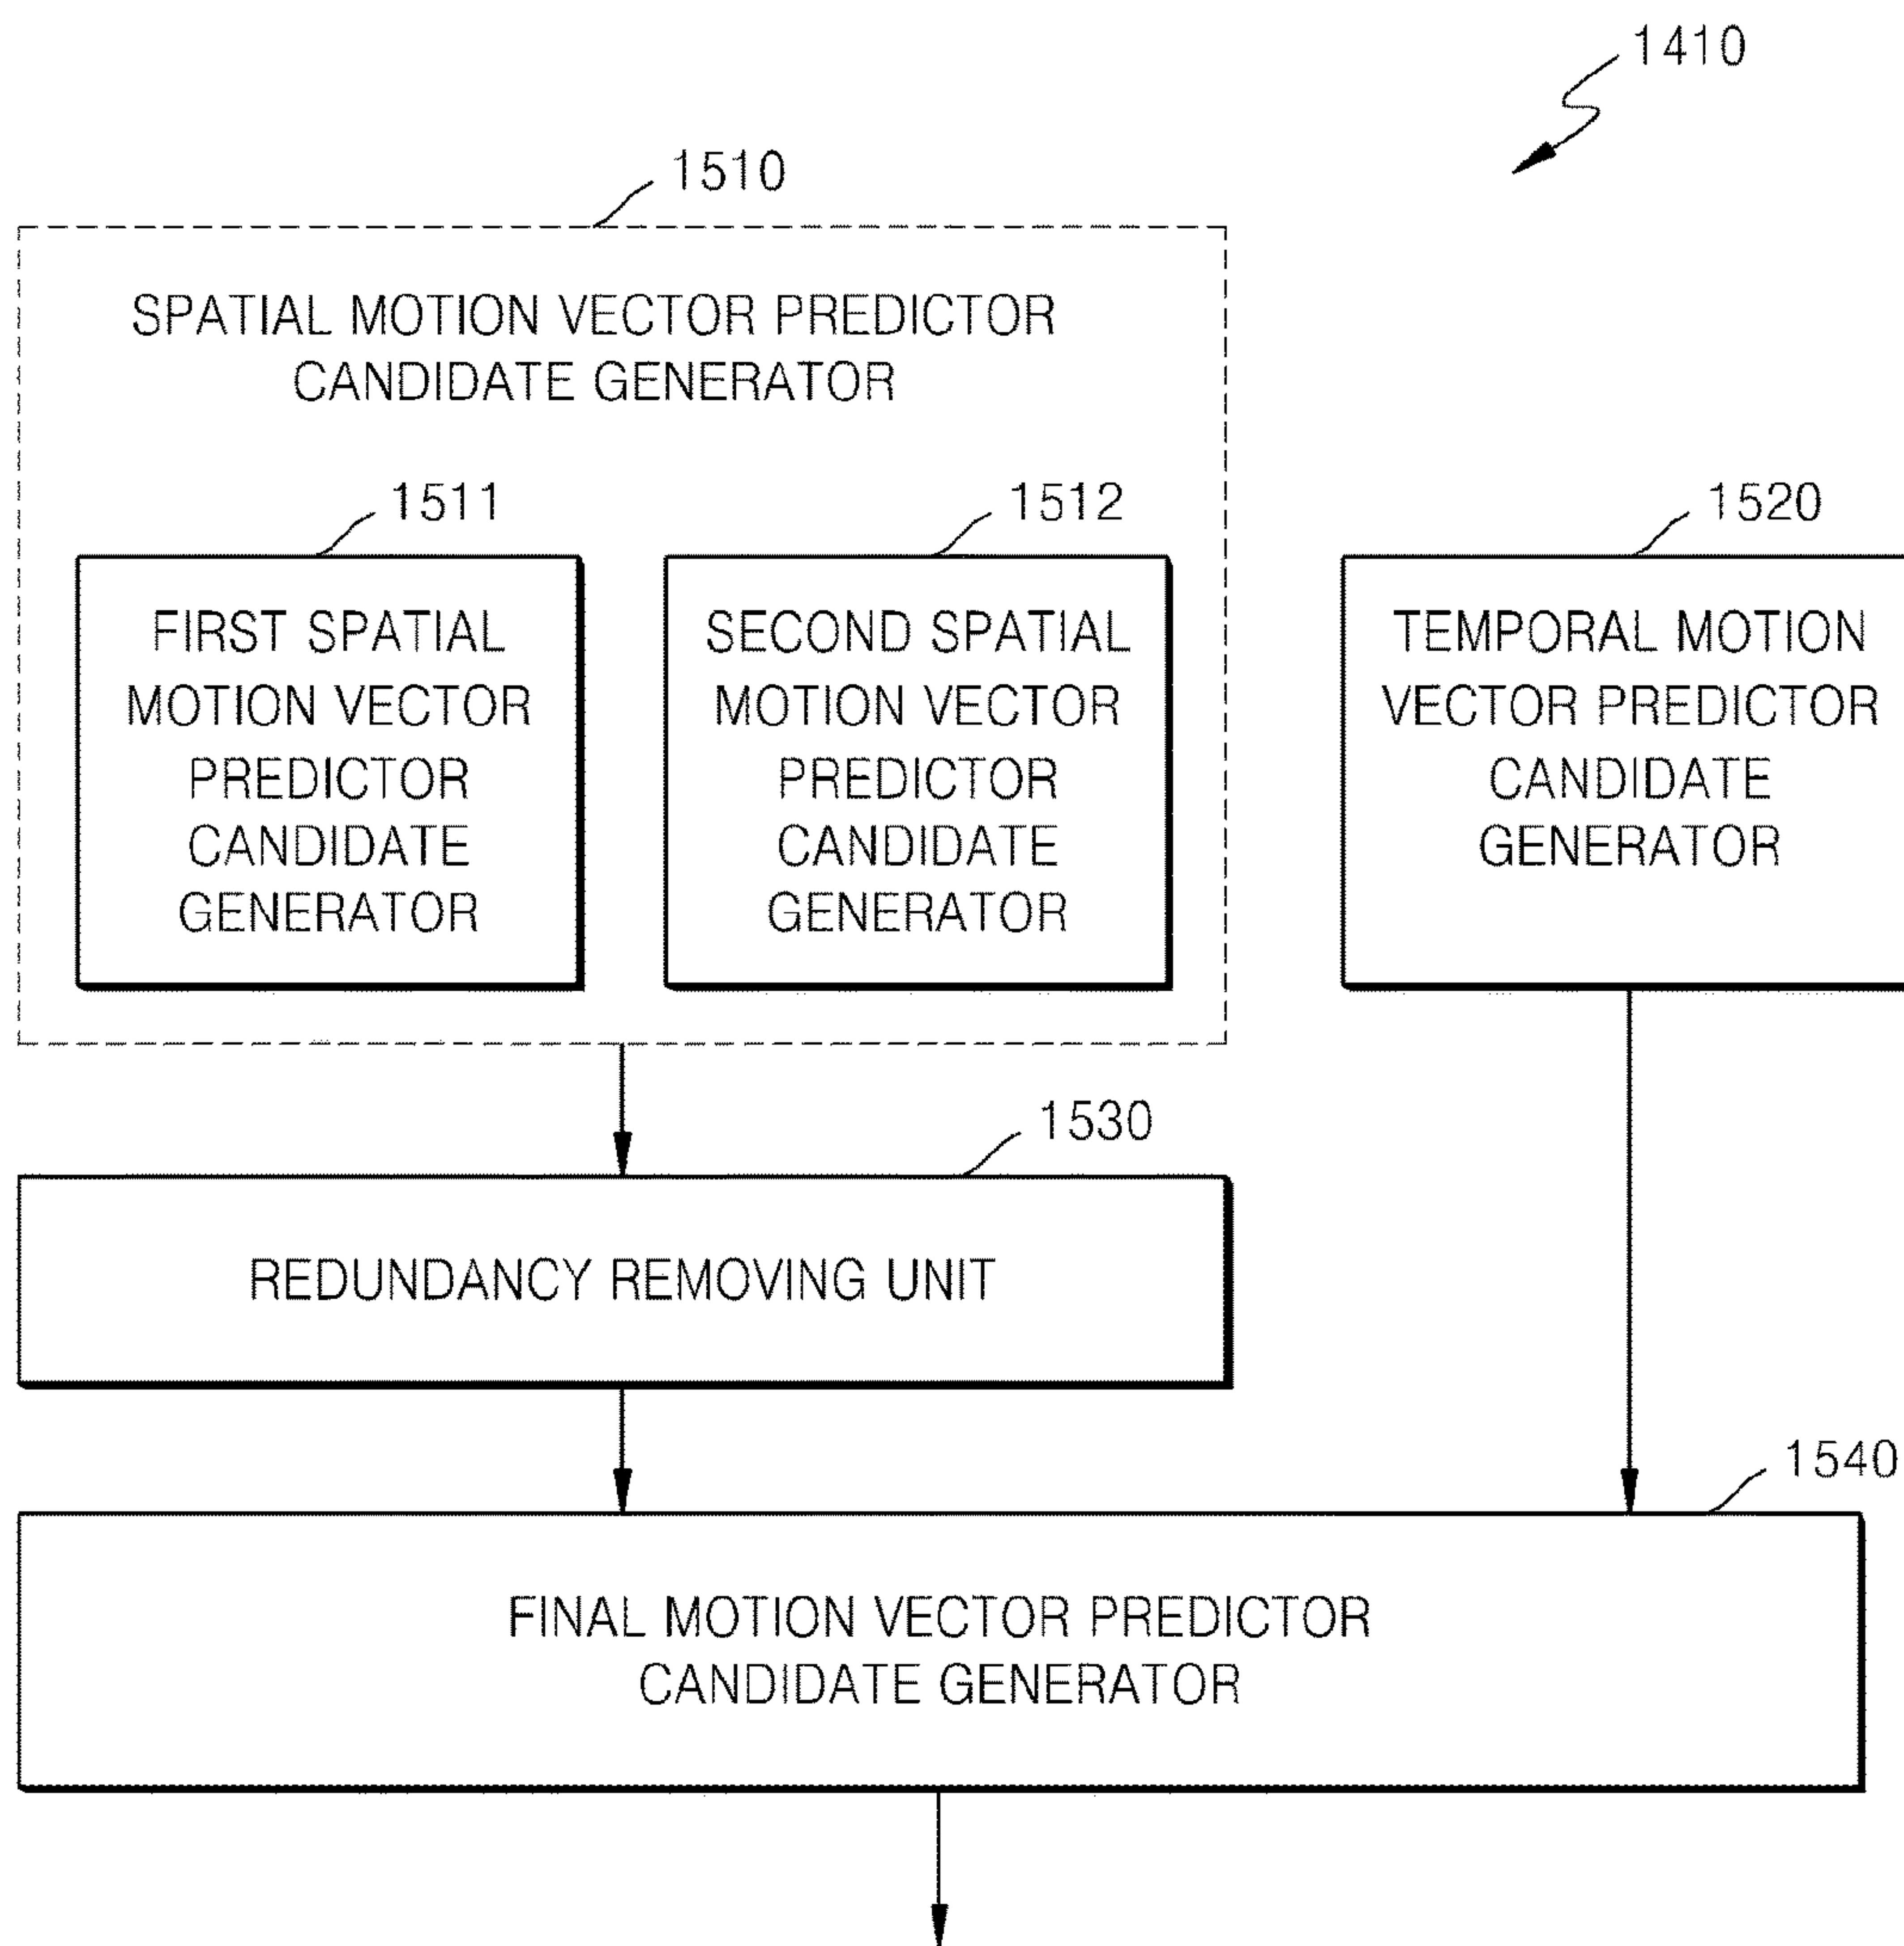 1410
1510
SPATIAL MOTION VECTOR PREDICTOR
CANDIDATE GENERATOR
1511
1512
1520
FIRST SPATIAL
MOTION VECTOR
PREDICTOR
CANDIDATE
GENERATOR
SECOND SPATIAL
MOTION VECTOR
PREDICTOR
CANDIDATE
GENERATOR
TEMPORAL MOTION
VECTOR PREDICTOR
CANDIDATE
GENERATOR
1530
REDUNDANCY REMOVING UNIT
1540
FINAL MOTION VECTOR PREDICTOR
CANDIDATE GENERATOR